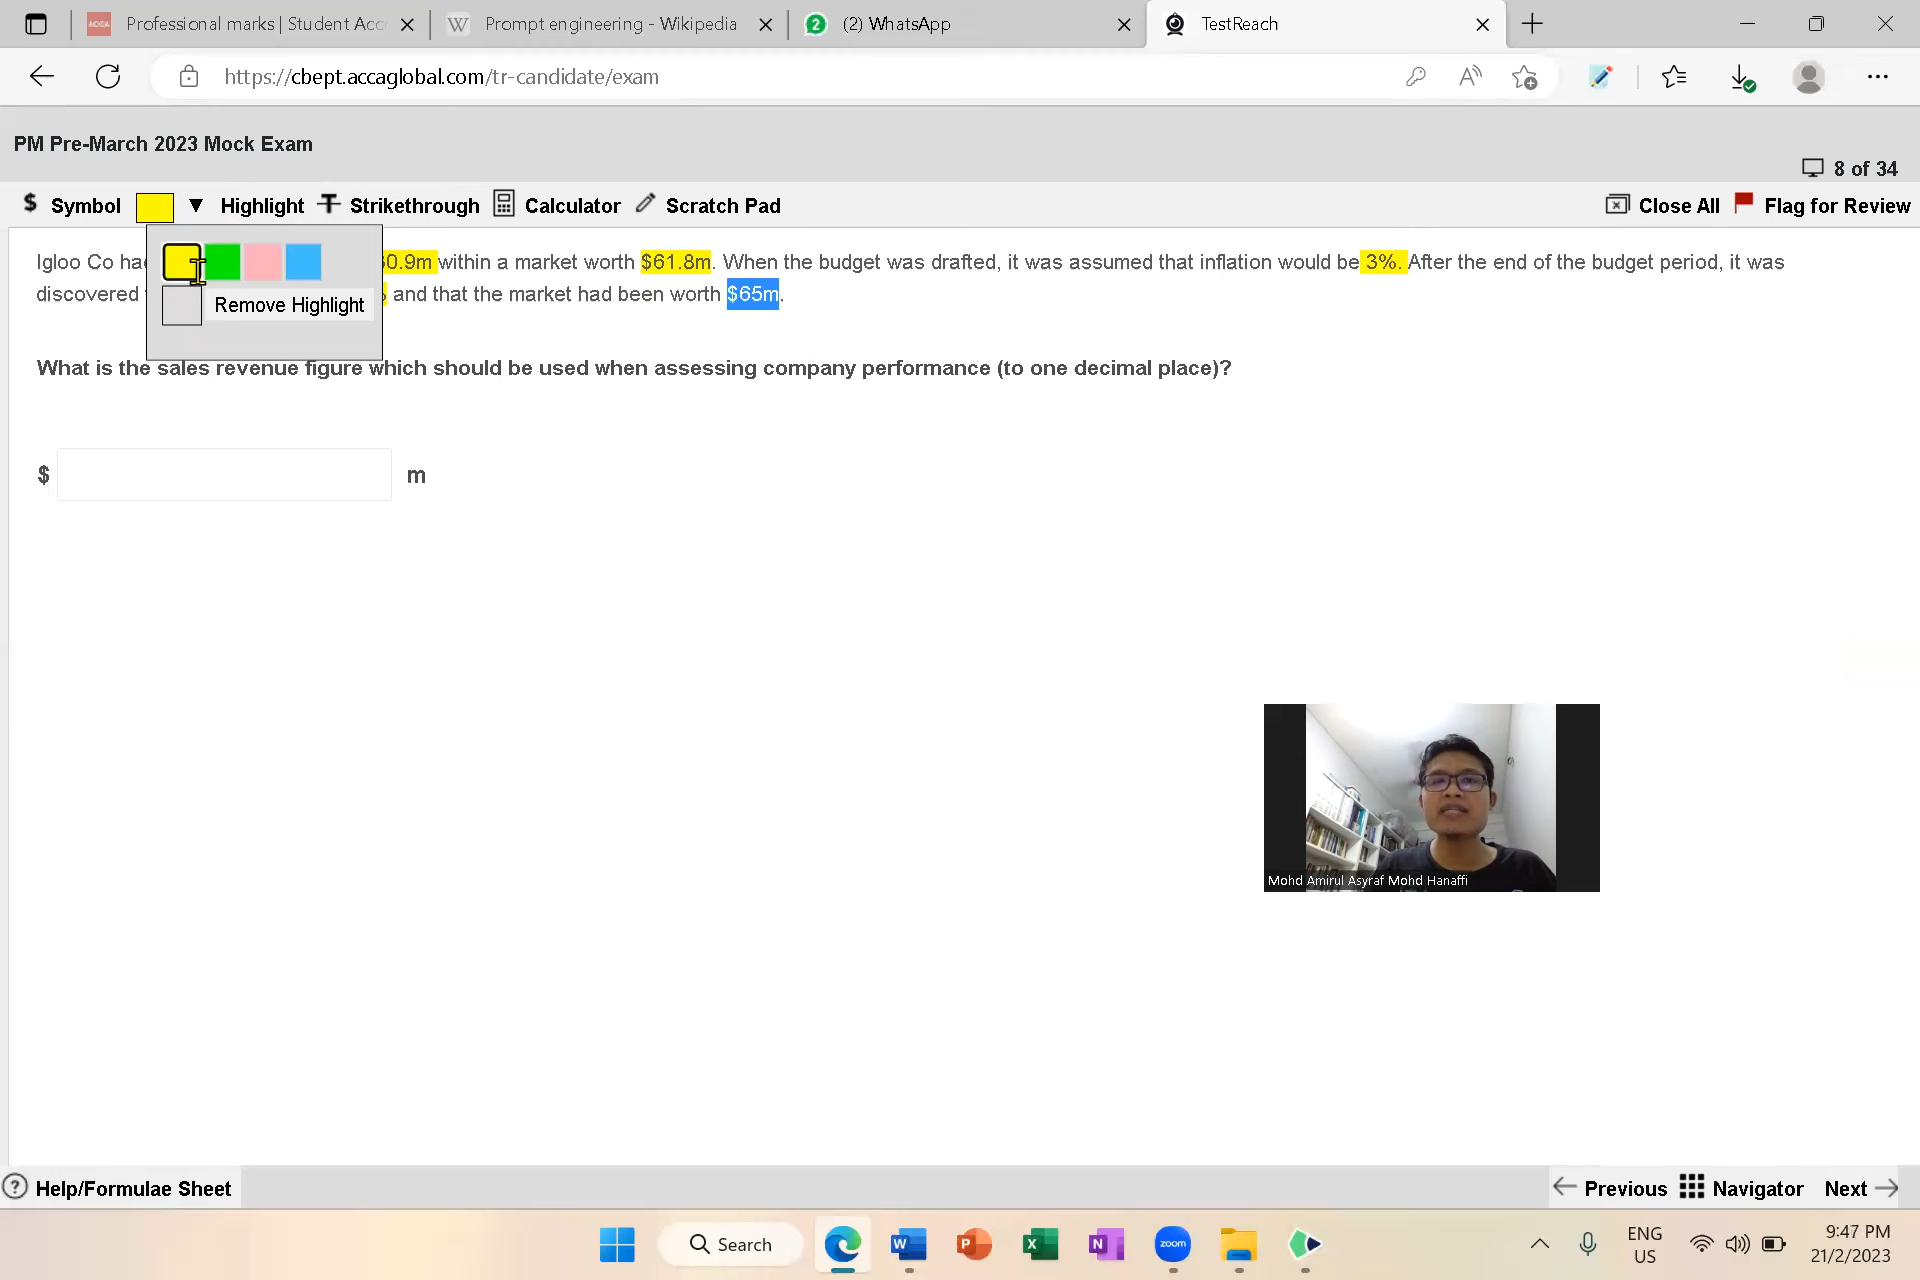 Professional marks | Student Acc
Prompt engineering - Wikipedia
(2) WhatsApp
TestReach
https://cbept.accaglobal.com/tr-candidate/exam
PM Pre-March 2023 Mock Exam
8 of 34
Symbol
Highlight
Strikethrough
Calculator
Scratch Pad
Close All
Flag for Review
Igloo Co had 0.9m within a market worth $61.8m. When the budget was drafted, it was assumed that inflation would be 3%. After the end of the budget period, it was
discovered and that the market had been worth $65m.
Remove Highlight
What is the sales revenue figure which should be used when assessing company performance (to one decimal place)?
$ m
Mohd Amirul Asyraf Mohd Hanaffi
Help/Formulae Sheet
Previous
Navigator
Next
Search
zoom
ENG
US
9:47 PM
21/2/2023